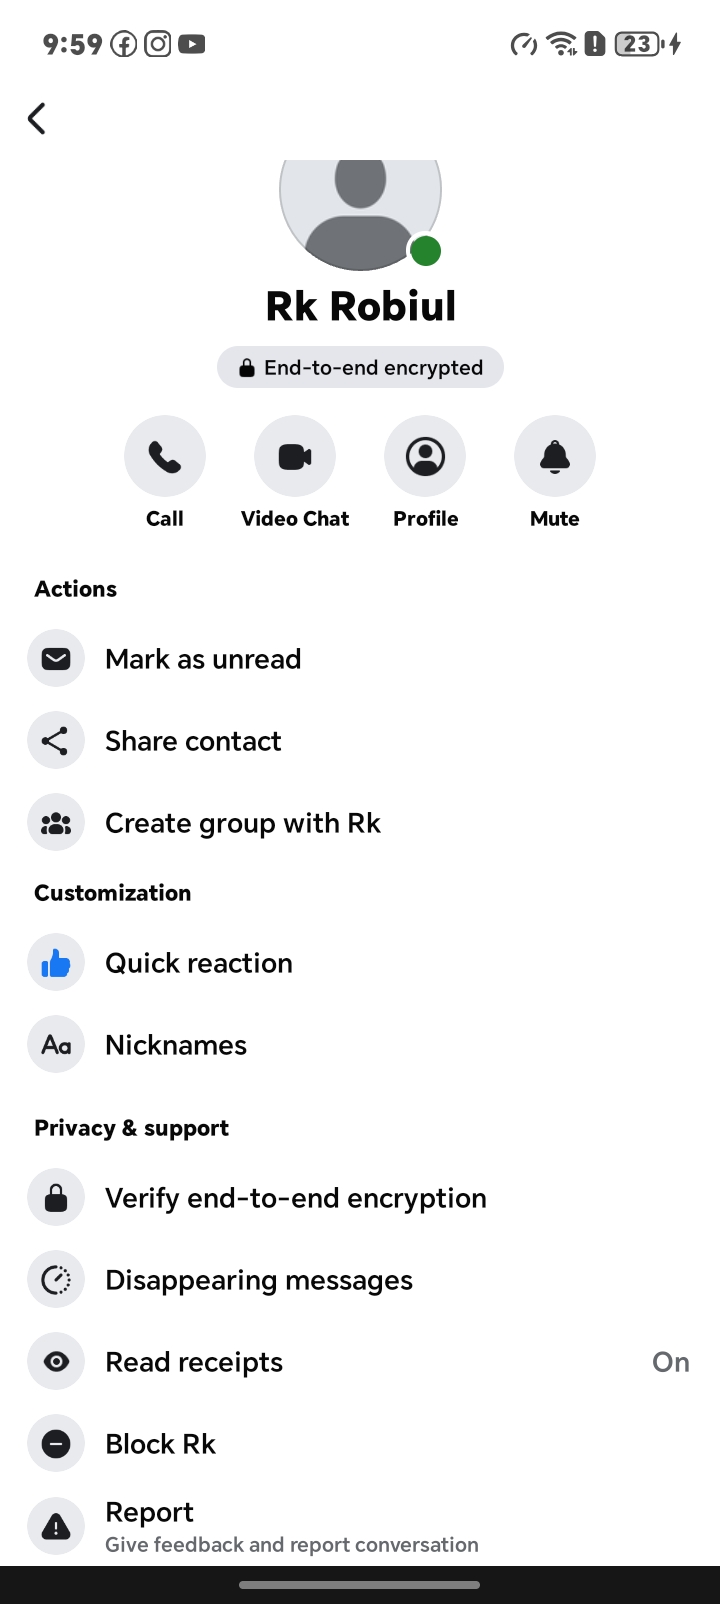 9:59
23
Rk Robiul
End-to-end encrypted
Call
Video Chat
Profile
Mute
Actions
Mark as unread
Share contact
Create group with Rk
Customization
Quick reaction
Aa
Nicknames
Privacy & support
Verify end-to-end encryption
Disappearing messages
Read receipts
On
Block Rk
Report
Give feedback and report conversation